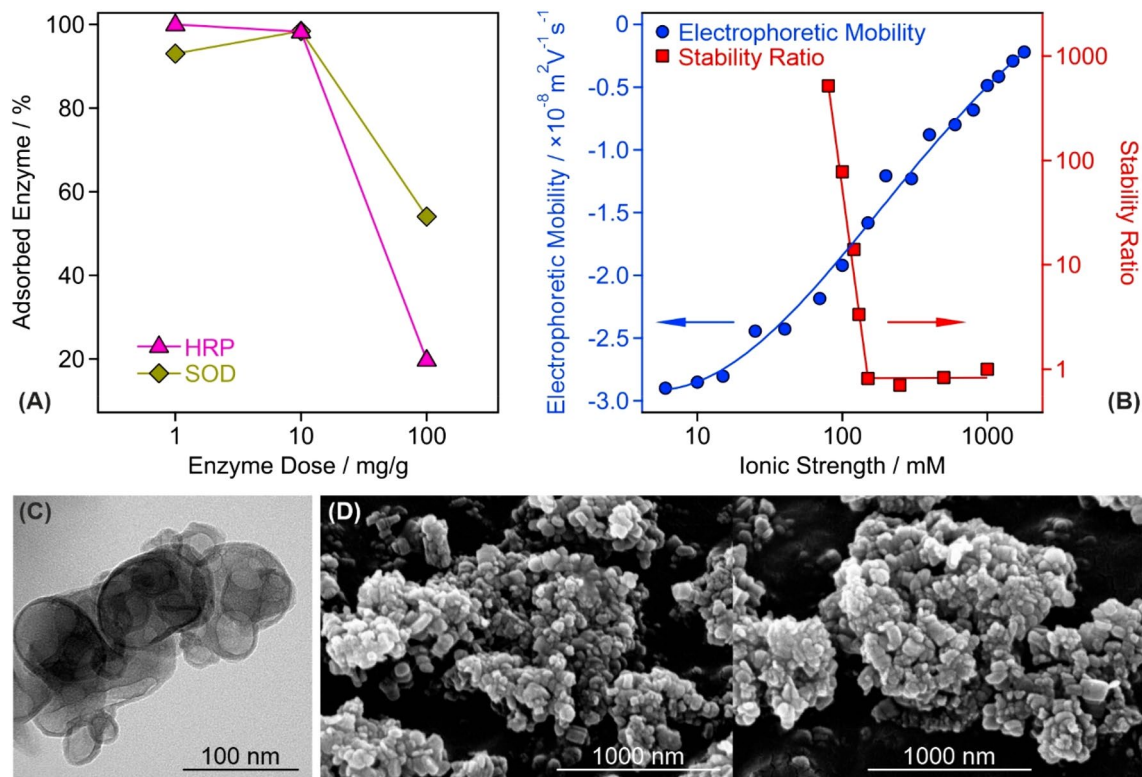 (A)
Adsorbed Enzyme / %
100
80
60
40
20
HRP
SOD
1
10
100
Enzyme Dose / mg/g
(B)
Electrophoretic Mobility / ×10⁻⁸ m² V⁻¹ s⁻¹
-0
-0.5
-1.0
-1.5
-2.0
-2.5
-3.0
Electrophoretic Mobility
Stability Ratio
1000
100
10
1
Stability Ratio
10
100
1000
Ionic Strength / mM
(C)
100 nm
(D)
1000 nm
1000 nm